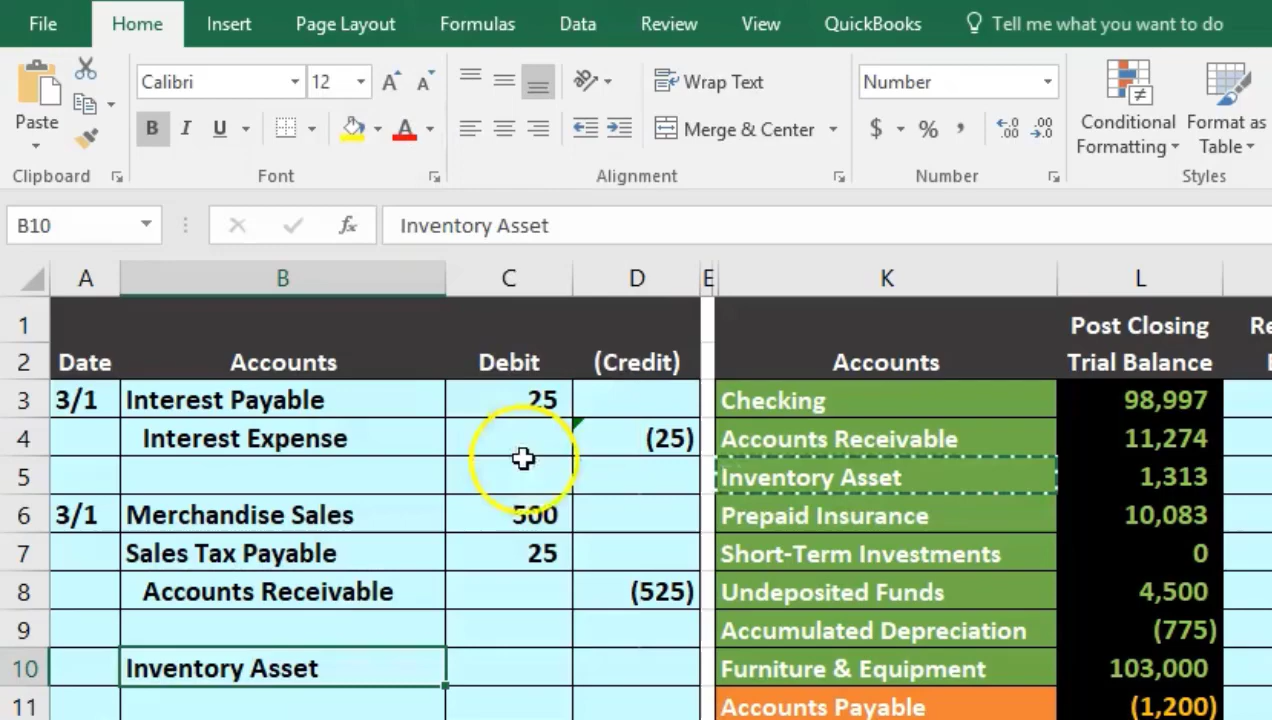 File Home Insert Page Layout Formulas Data Review View QuickBooks Tell me what you want to do
Calibri 12 A A Wrap Text Number
Paste B I U A Merge & Center $ % , .00 .0 Conditional Formatting Format as Table
Clipboard Font Alignment Number Styles
B10 fx Inventory Asset
A B C D E K L
1 Post Closing Re
2 Date Accounts Debit (Credit) Accounts Trial Balance
3 3/1 Interest Payable 25 Checking 98,997
4 Interest Expense (25) Accounts Receivable 11,274
5 Inventory Asset 1,313
6 3/1 Merchandise Sales 500 Prepaid Insurance 10,083
7 Sales Tax Payable 25 Short-Term Investments 0
8 Accounts Receivable (525) Undeposited Funds 4,500
9 Accumulated Depreciation (775)
10 Inventory Asset Furniture & Equipment 103,000
11 Accounts Payable (1,200)